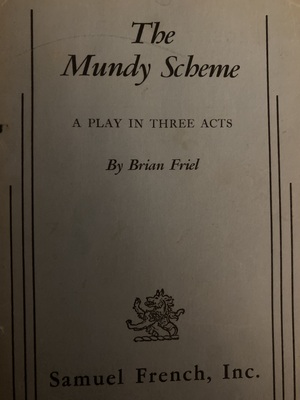 The
Mundy Scheme
A PLAY IN THREE ACTS
By Brian Friel
Samuel French, Inc.